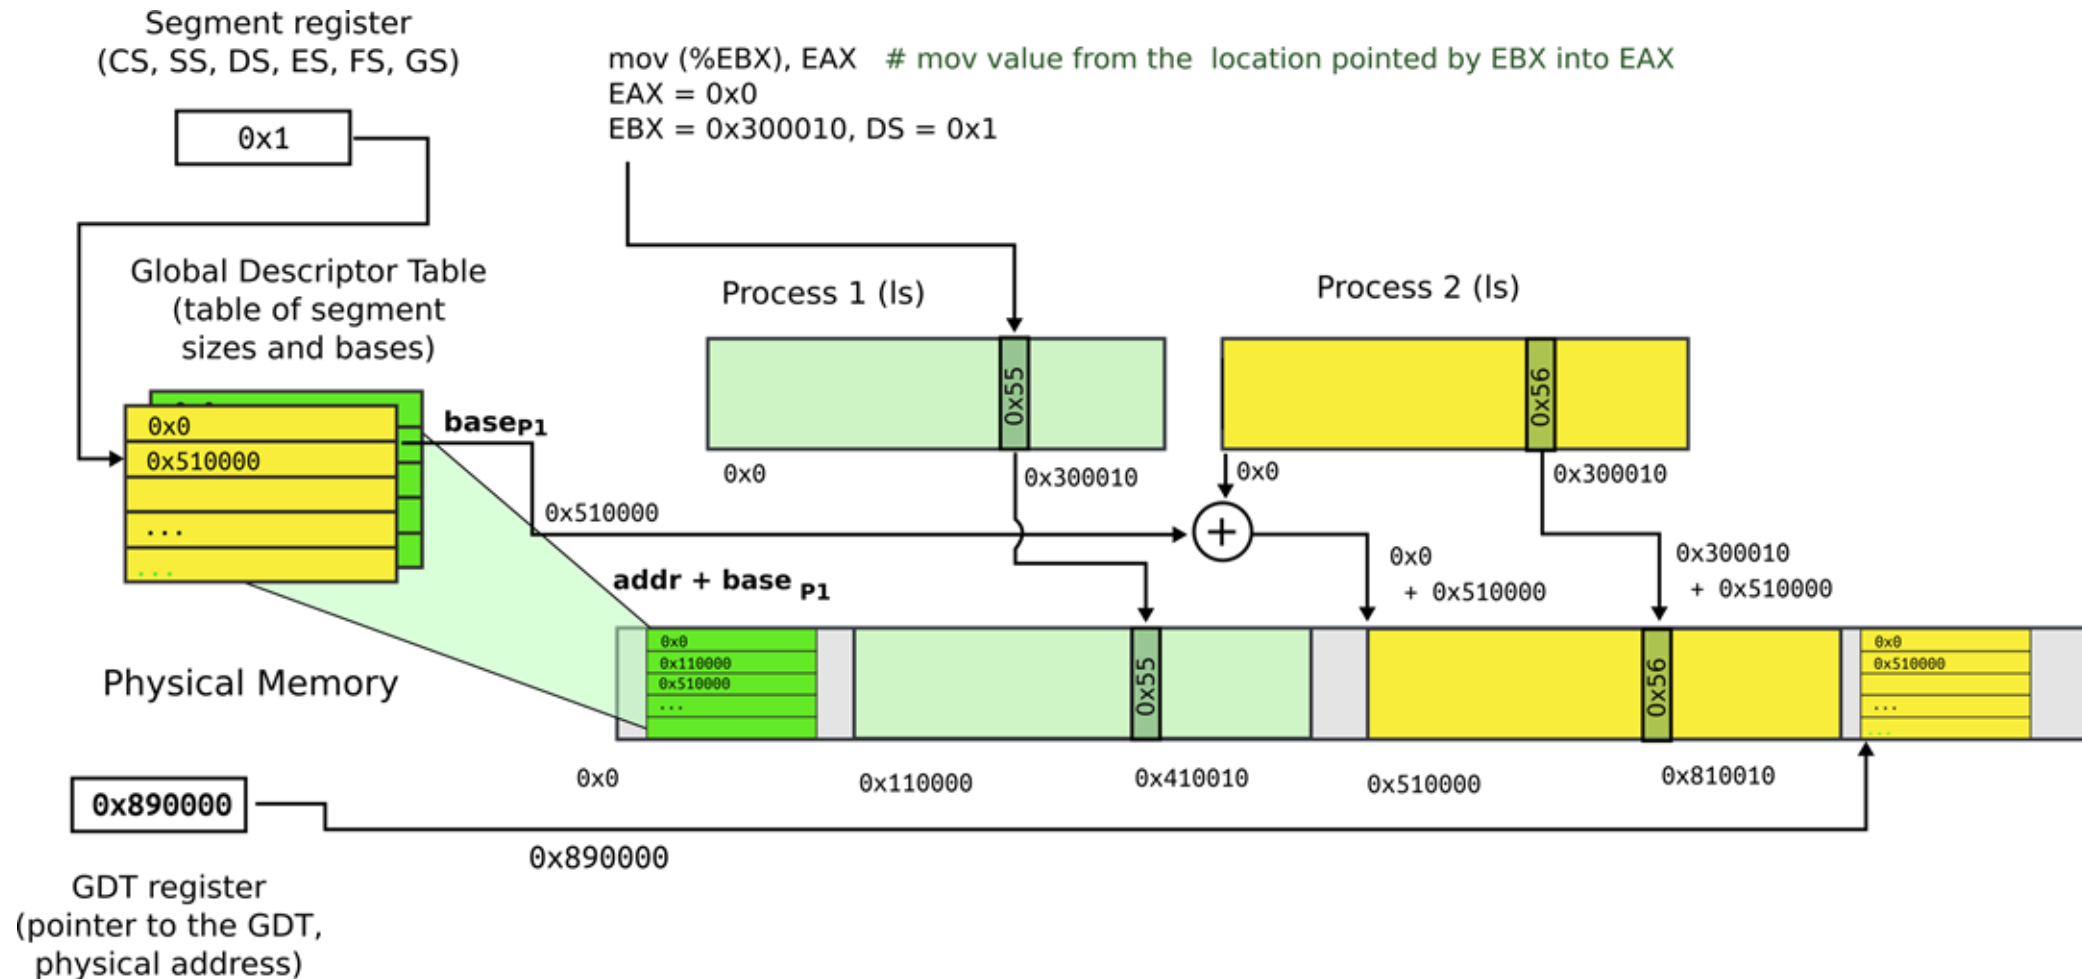 Segment register
(CS, SS, DS, ES, FS, GS)
0x1
mov (%EBX), EAX # mov value from the location pointed by EBX into EAX
EAX = 0x0
EBX = 0x300010, DS = 0x1
Global Descriptor Table
(table of segment
sizes and bases)
0x0
0x510000
...
...
baseP1
0x510000
Process 1 (ls)
0x55
0x0
0x300010
Process 2 (ls)
0x56
0x0
0x300010
+
0x0
+ 0x510000
0x300010
+ 0x510000
addr + base P1
Physical Memory
0x0
0x110000
0x510000
...
0x55
0x56
0x0
0x510000
...
...
0x0
0x110000
0x410010
0x510000
0x810010
0x890000
0x890000
GDT register
(pointer to the GDT,
physical address)